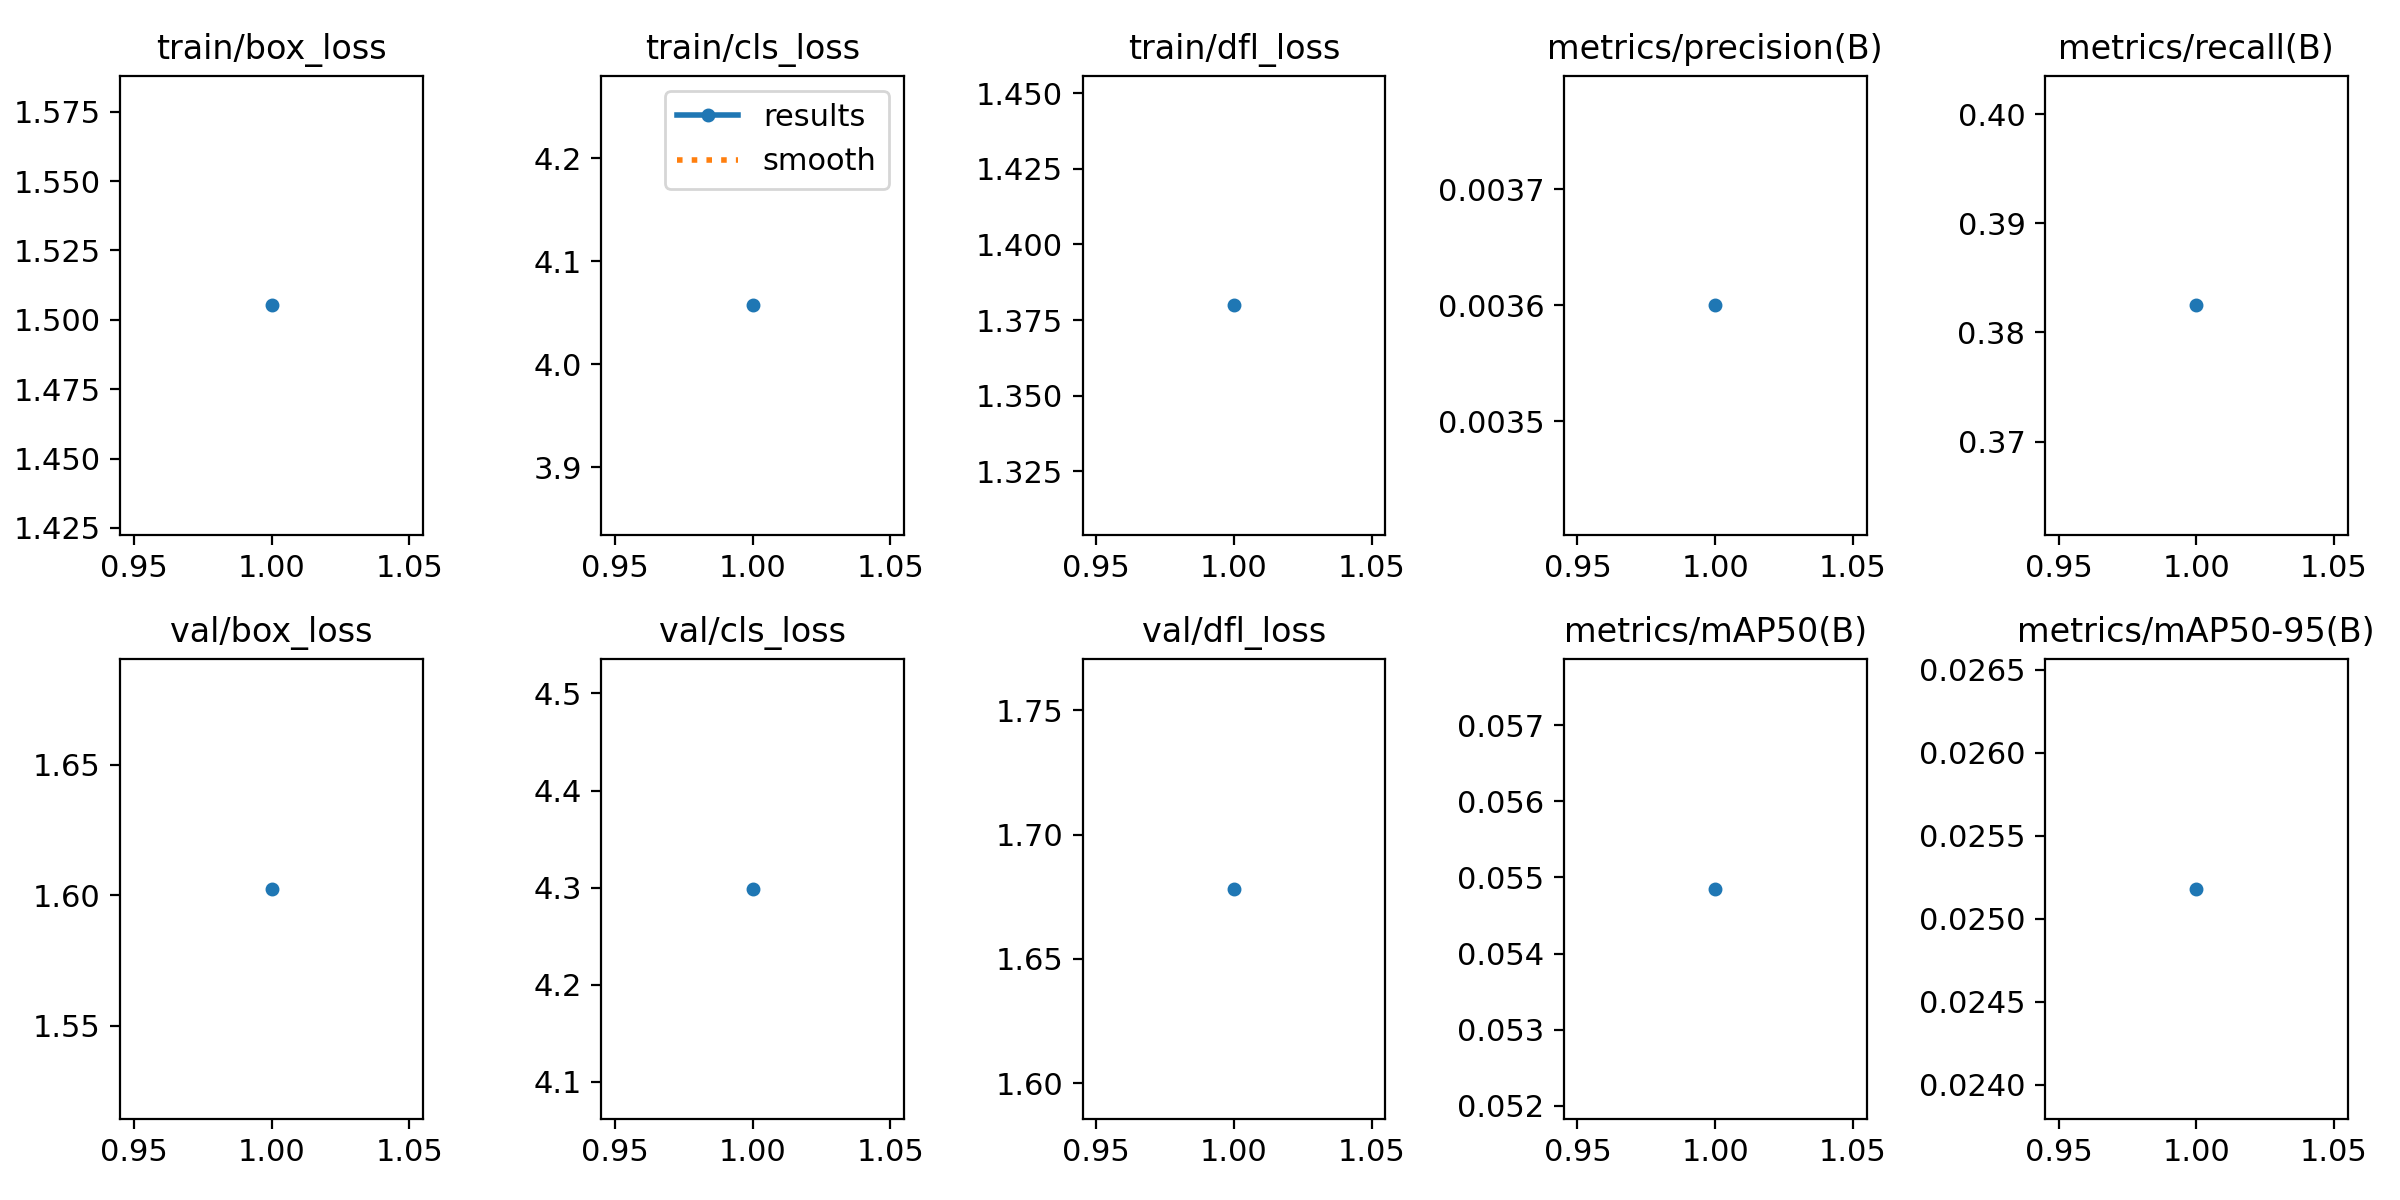 train/box_loss
1.575
1.550
1.525
1.500
1.475
1.450
1.425
0.95 1.00 1.05
train/cls_loss
results
smooth
4.2
4.1
4.0
3.9
0.95 1.00 1.05
train/dfl_loss
1.450
1.425
1.400
1.375
1.350
1.325
0.95 1.00 1.05
metrics/precision(B)
0.0037
0.0036
0.0035
0.95 1.00 1.05
metrics/recall(B)
0.40
0.39
0.38
0.37
0.95 1.00 1.05
val/box_loss
1.65
1.60
1.55
0.95 1.00 1.05
val/cls_loss
4.5
4.4
4.3
4.2
4.1
0.95 1.00 1.05
val/dfl_loss
1.75
1.70
1.65
1.60
0.95 1.00 1.05
metrics/mAP50(B)
0.057
0.056
0.055
0.054
0.053
0.052
0.95 1.00 1.05
metrics/mAP50-95(B)
0.0265
0.0260
0.0255
0.0250
0.0245
0.0240
0.95 1.00 1.05